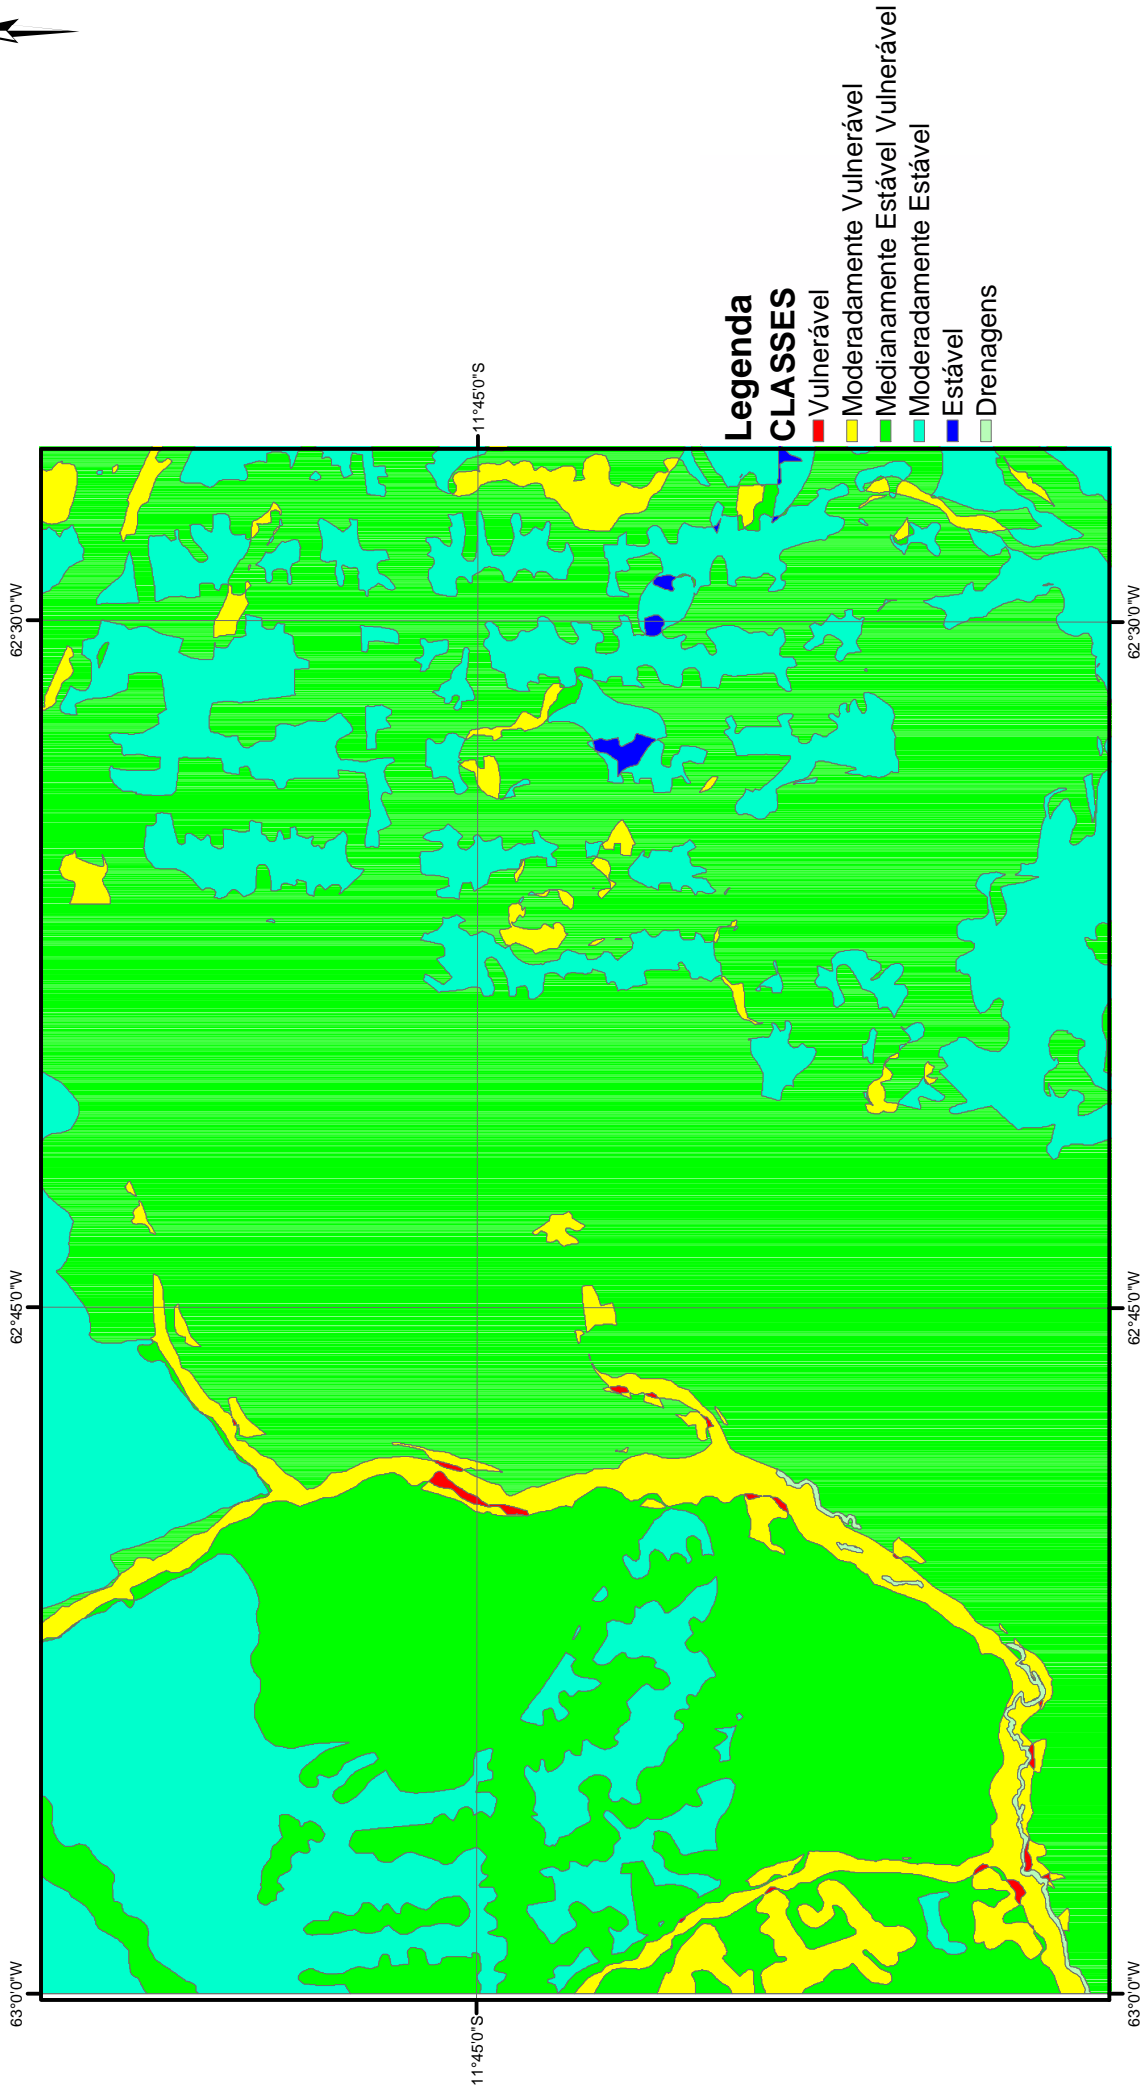 63°0'0"W
62°45'0"W
62°30'0"W
11°45'0"S
11°45'0"S
63°0'0"W
62°45'0"W
62°30'0"W
Legenda
CLASSES
Vulnerável
Moderadamente Vulnerável
Medianamente Estável Vulnerável
Moderadamente Estável
Estável
Drenagens